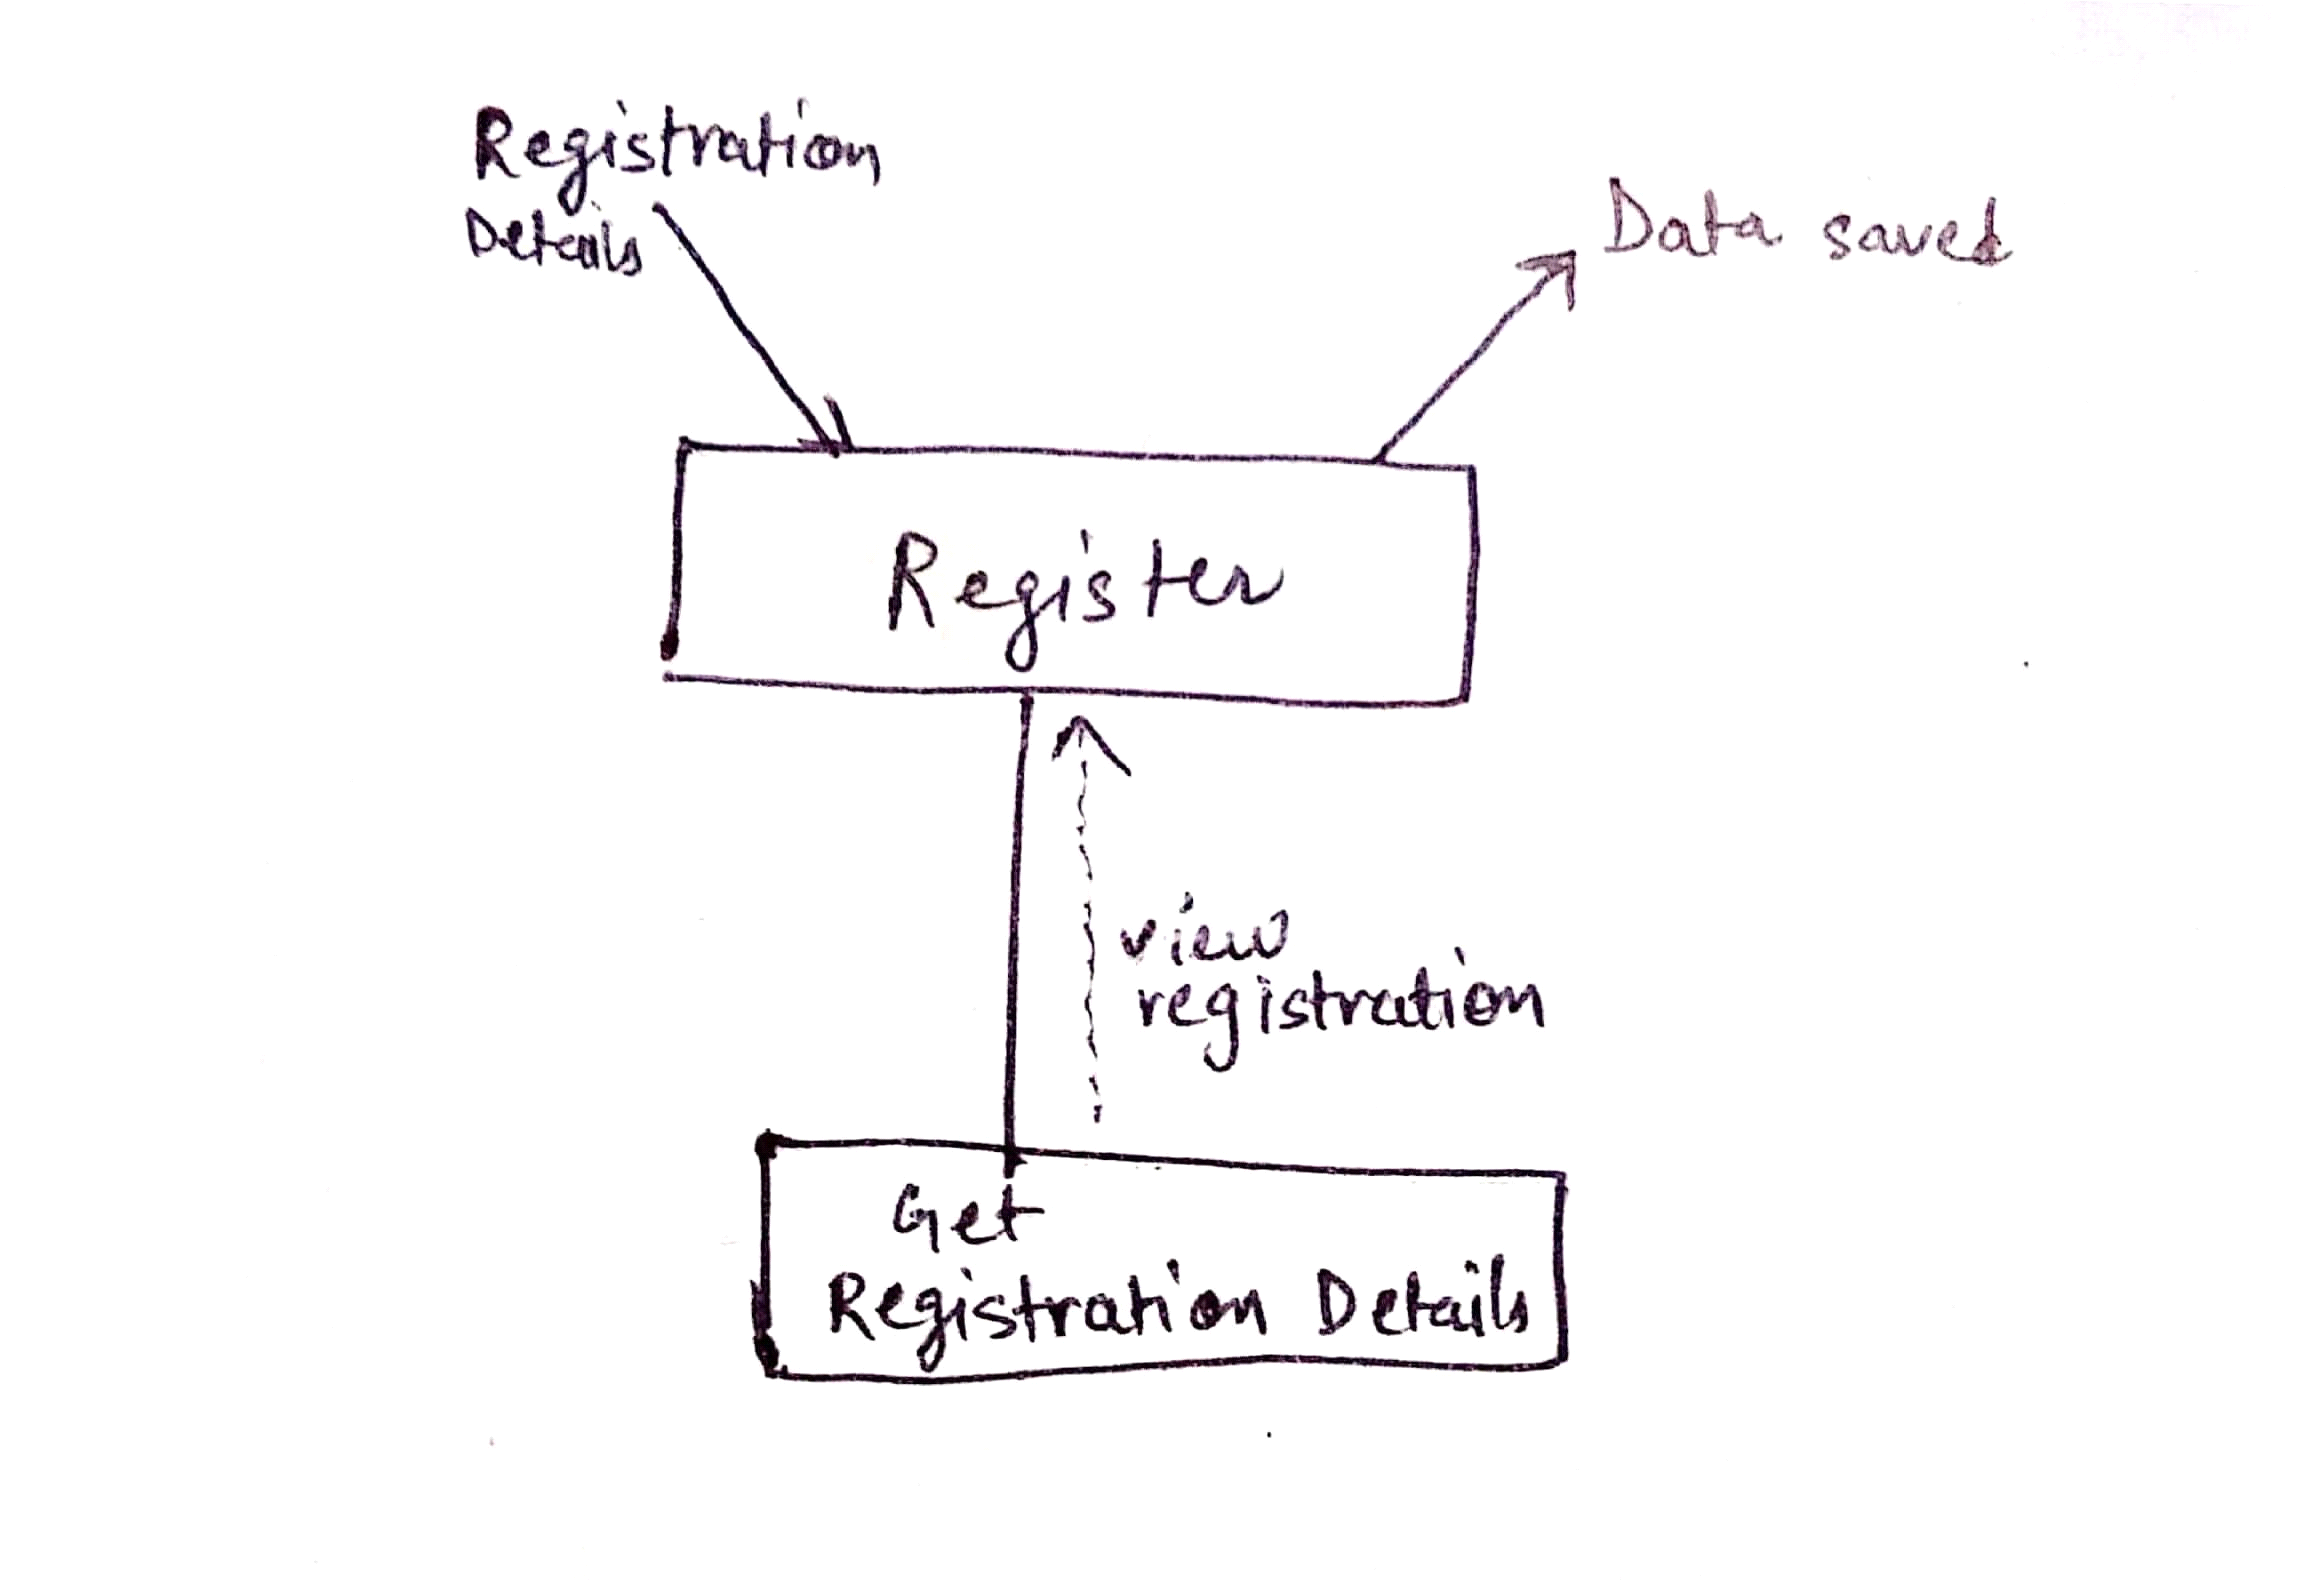 Registration
Details
Data saved
Register
view
registration
Get
Registration Details